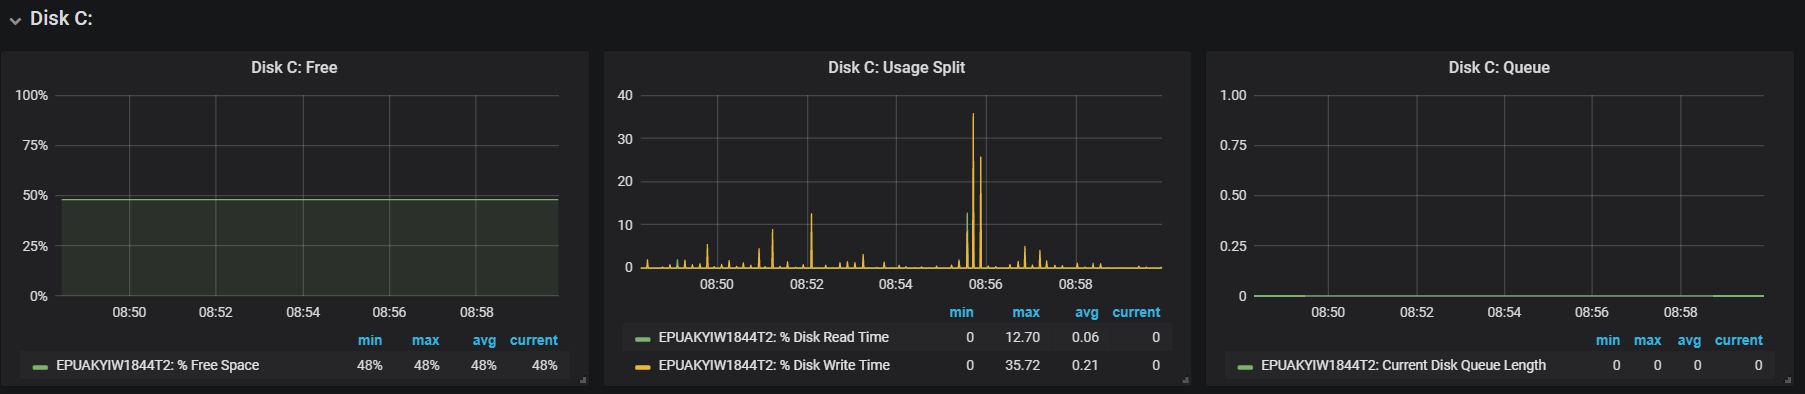 Disk C:
Disk C: Free
100%
75%
50%
25%
0%
08:50 08:52 08:54 08:56 08:58
min max avg current
EPUAKYIW1844T2: % Free Space 48% 48% 48% 48%
Disk C: Usage Split
40
30
20
10
0
08:50 08:52 08:54 08:56 08:58
min max avg current
EPUAKYIW1844T2: % Disk Read Time 0 12.70 0.06 0
EPUAKYIW1844T2: % Disk Write Time 0 35.72 0.21 0
Disk C: Queue
1.00
0.75
0.50
0.25
0
08:50 08:52 08:54 08:56 08:58
min max avg current
EPUAKYIW1844T2: Current Disk Queue Length 0 0 0 0